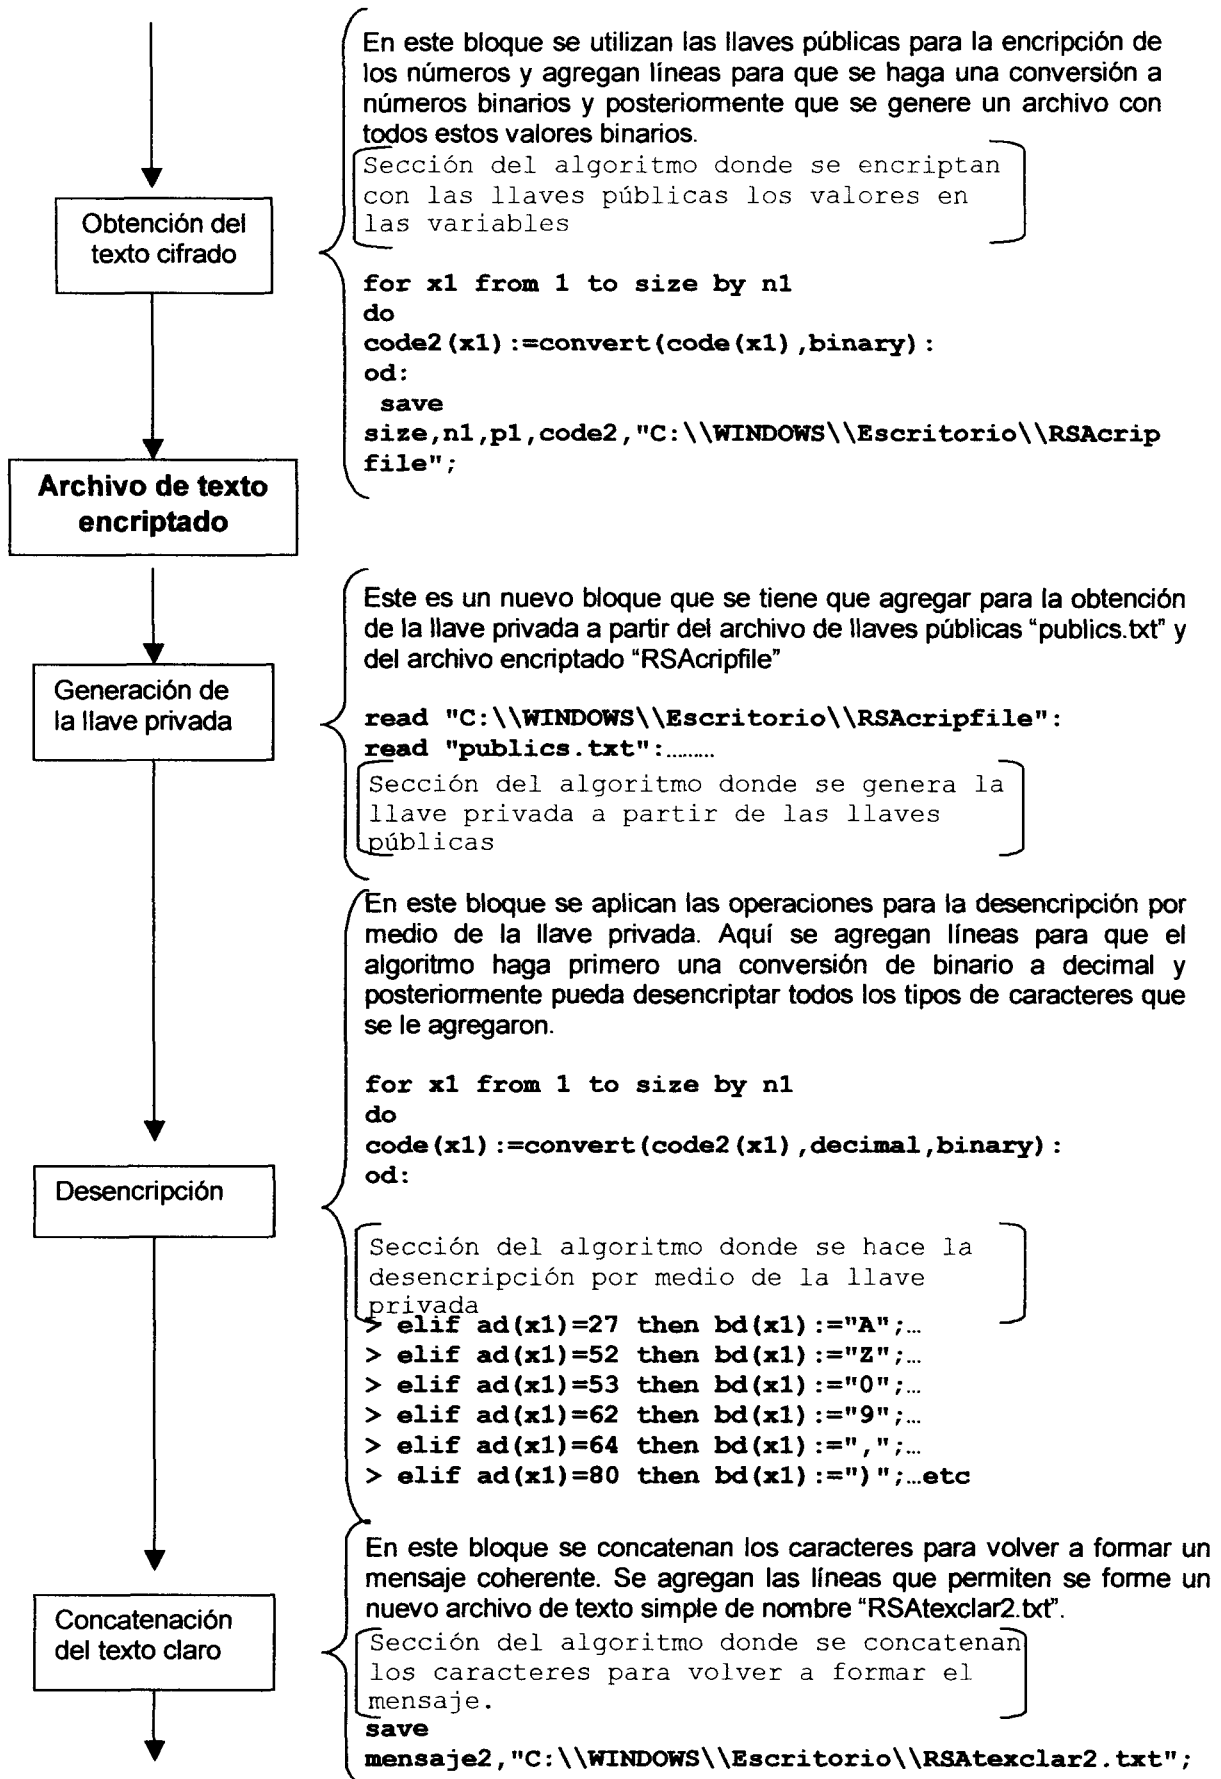 En este bloque se utilizan las llaves públicas para la encripción de
los números y agregan líneas para que se haga una conversión a
números binarios y posteriormente que se genere un archivo con
todos estos valores binarios.
Sección del algoritmo donde se encriptan
con las llaves públicas los valores en
las variables
Obtención del
texto cifrado
for x1 from 1 to size by n1
do
code2(x1):=convert(code(x1),binary):
od:
save
size,n1,p1,code2,"C:\\WINDOWS\\Escritorio\\RSAcrip
file";
Archivo de texto
encriptado
Este es un nuevo bloque que se tiene que agregar para la obtención
de la llave privada a partir del archivo de llaves públicas “publics.txt” y
del archivo encriptado “RSAcripfile”
Generación de
la llave privada
read "C:\\WINDOWS\\Escritorio\\RSAcripfile":
read "publics.txt":………
Sección del algoritmo donde se genera la
llave privada a partir de las llaves
públicas
En este bloque se aplican las operaciones para la desencripción por
medio de la llave privada. Aquí se agregan líneas para que el
algoritmo haga primero una conversión de binario a decimal y
posteriormente pueda desencriptar todos los tipos de caracteres que
se le agregaron.
for x1 from 1 to size by n1
do
code(x1):=convert(code2(x1),decimal,binary):
od:
Desencripción
Sección del algoritmo donde se hace la
desencripción por medio de la llave
privada
> elif ad(x1)=27 then bd(x1):="A";…
> elif ad(x1)=52 then bd(x1):="Z";…
> elif ad(x1)=53 then bd(x1):="0";…
> elif ad(x1)=62 then bd(x1):="9";…
> elif ad(x1)=64 then bd(x1):=",";…
> elif ad(x1)=80 then bd(x1):=")";…etc
En este bloque se concatenan los caracteres para volver a formar un
mensaje coherente. Se agregan las líneas que permiten se forme un
nuevo archivo de texto simple de nombre “RSAtexclar2.txt”.
Concatenación
del texto claro
Sección del algoritmo donde se concatenan
los caracteres para volver a formar el
mensaje.
save
mensaje2,"C:\\WINDOWS\\Escritorio\\RSAtexclar2.txt";